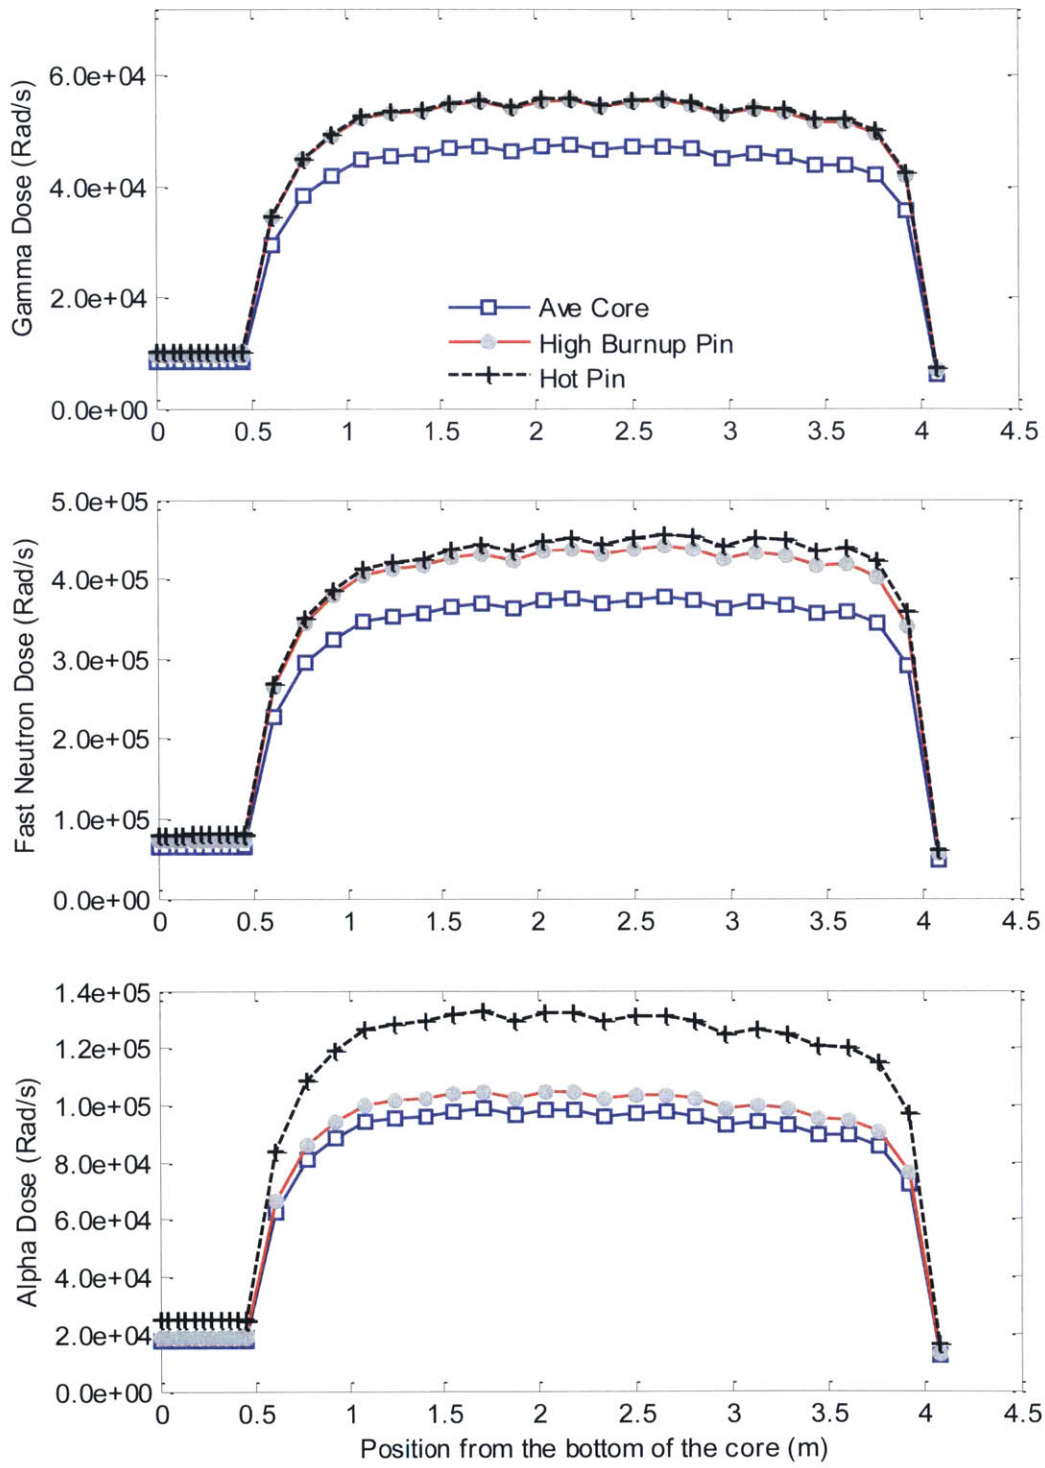 Gamma Dose (Rad/s)
6.0e+04
4.0e+04
2.0e+04
0.0e+00
Ave Core
High Burnup Pin
Hot Pin
0 0.5 1 1.5 2 2.5 3 3.5 4 4.5
Fast Neutron Dose (Rad/s)
5.0e+05
4.0e+05
3.0e+05
2.0e+05
1.0e+05
0.0e+00
0 0.5 1 1.5 2 2.5 3 3.5 4 4.5
Alpha Dose (Rad/s)
1.4e+05
1.2e+05
1.0e+05
8.0e+04
6.0e+04
4.0e+04
2.0e+04
0.0e+00
0 0.5 1 1.5 2 2.5 3 3.5 4 4.5
Position from the bottom of the core (m)